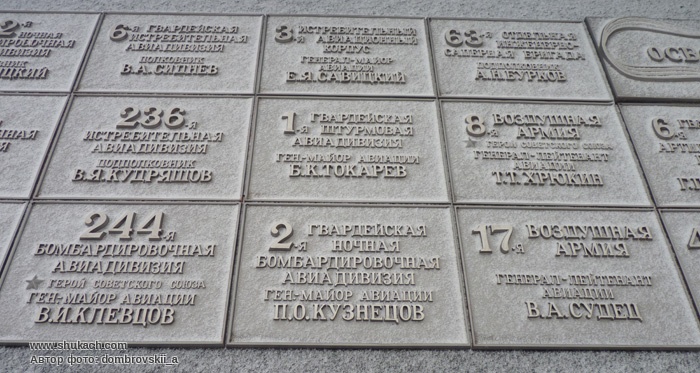 2-я
НОЧНАЯ
6-я ГВАРДЕЙСКАЯ
ИСТРЕБИТЕЛЬНАЯ
АВИАДИВИЗИЯ
ПОЛКОВНИК
В.А.СИДНЕВ
3-й ИСТРЕБИТЕЛЬНЫЙ
АВИАЦИОННЫЙ
КОРПУС
ГЕНЕРАЛ-МАЙОР
АВИАЦИИ
Е.Я.САВИЦКИЙ
63-я ОТДЕЛЬНАЯ
ИНЖЕНЕРНО-
САПЕРНАЯ БРИГАДА
ПОДПОЛКОВНИК
А.Н.БУРКОВ
236-я
ИСТРЕБИТЕЛЬНАЯ
АВИАДИВИЗИЯ
ПОДПОЛКОВНИК
В.Я.КУДРЯШОВ
1-я ГВАРДЕЙСКАЯ
ШТУРМОВАЯ
АВИАДИВИЗИЯ
ГЕН-МАЙОР АВИАЦИИ
Б.К.ТОКАРЕВ
8-я ВОЗДУШНАЯ
АРМИЯ
ГЕРОЙ СОВЕТСКОГО СОЮЗА
ГЕНЕРАЛ-ЛЕЙТЕНАНТ
АВИАЦИИ
Т.Т.ХРЮКИН
244-я
БОМБАРДИРОВОЧНАЯ
АВИАДИВИЗИЯ
ГЕРОЙ СОВЕТСКОГО СОЮЗА
ГЕН-МАЙОР АВИАЦИИ
В.И.КЛЕВЦОВ
2-я ГВАРДЕЙСКАЯ
НОЧНАЯ
БОМБАРДИРОВОЧНАЯ
АВИАДИВИЗИЯ
ГЕН-МАЙОР АВИАЦИИ
П.О.КУЗНЕЦОВ
17-я ВОЗДУШНАЯ
АРМИЯ
ГЕНЕРАЛ-ЛЕЙТЕНАНТ
АВИАЦИИ
В.А.СУДЕЦ
www.shukach.com
Автор фото: dombrovskii_a